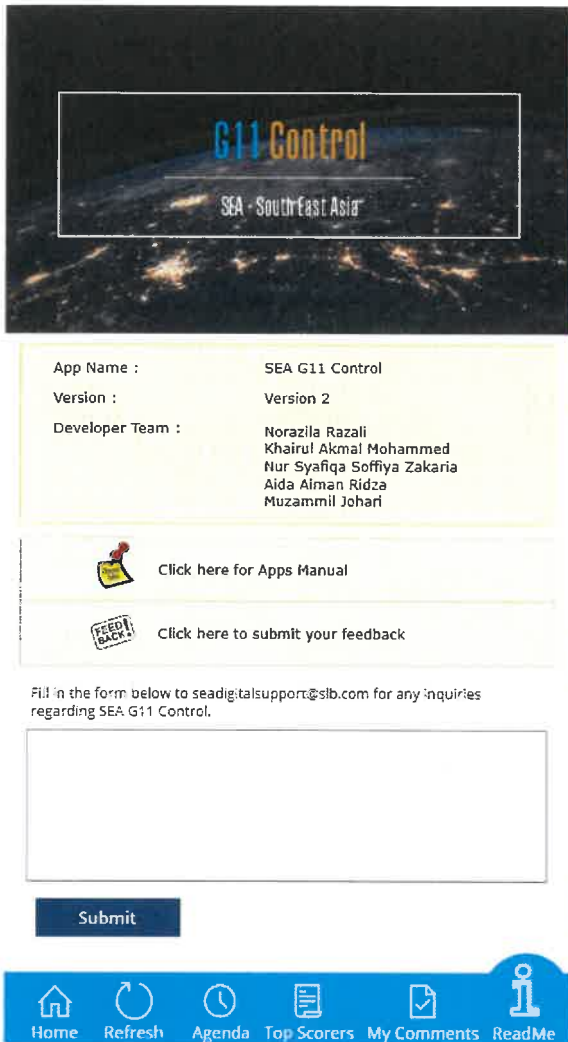 G11 Control
SEA - South East Asia
App Name :
SEA G11 Control
Version :
Version 2
Developer Team :
Norazila Razali
Khairul Akmal Mohammed
Nur Syafiqa Soffiya Zakaria
Aida Aiman Ridza
Muzammil Johari
Click here for Apps Manual
FEED
BACK!
Click here to submit your feedback
Fill in the form below to seadigitalsupport@slb.com for any inquiries
regarding SEA G11 Control.
Submit
Home Refresh Agenda Top Scorers My Comments ReadMe